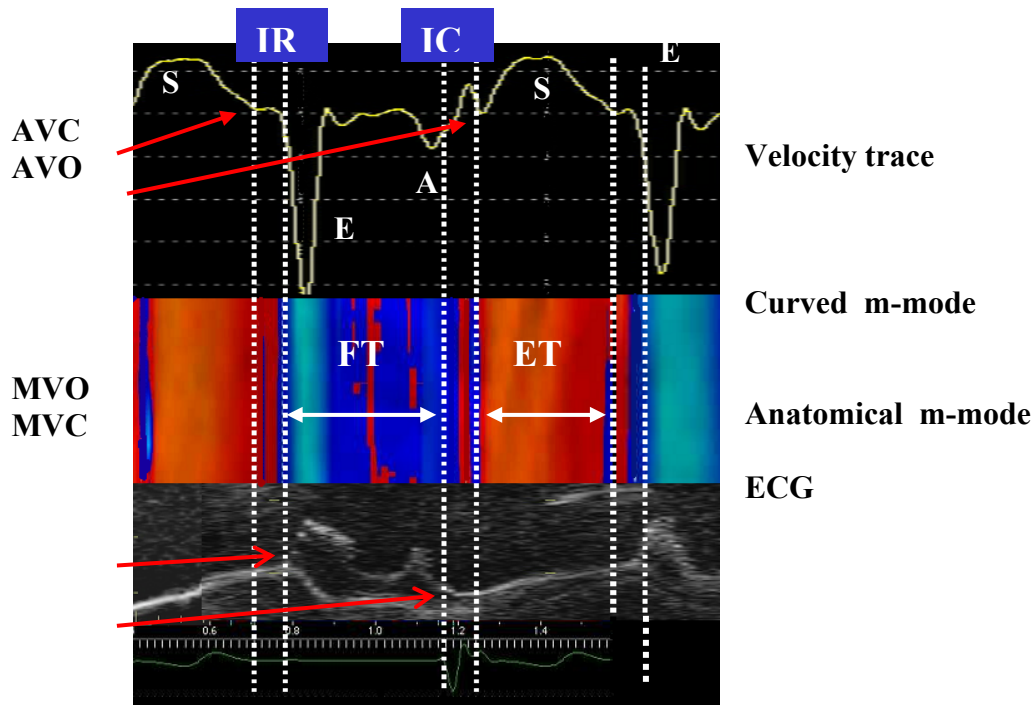 IR IC
E
S S
AVC
AVO
Velocity trace
A
E
Curved m-mode
FT ET
MVO
MVC
Anatomical m-mode
ECG
0.6 0.8 1.0 1.2 1.4